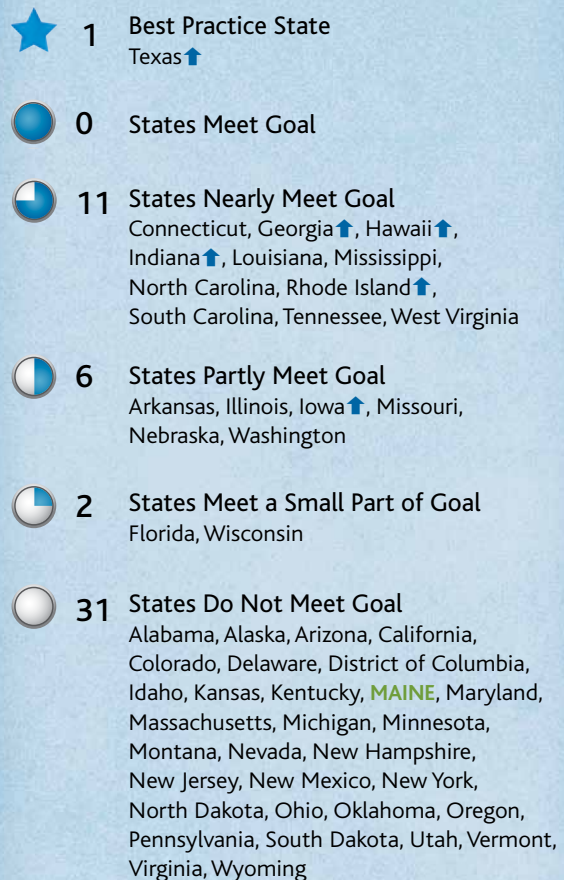 1 Best Practice State
Texas⬆
0 States Meet Goal
11 States Nearly Meet Goal
Connecticut, Georgia⬆, Hawaii⬆,
Indiana⬆, Louisiana, Mississippi,
North Carolina, Rhode Island⬆,
South Carolina, Tennessee, West Virginia
6 States Partly Meet Goal
Arkansas, Illinois, Iowa⬆, Missouri,
Nebraska, Washington
2 States Meet a Small Part of Goal
Florida, Wisconsin
31 States Do Not Meet Goal
Alabama, Alaska, Arizona, California,
Colorado, Delaware, District of Columbia,
Idaho, Kansas, Kentucky, MAINE, Maryland,
Massachusetts, Michigan, Minnesota,
Montana, Nevada, New Hampshire,
New Jersey, New Mexico, New York,
North Dakota, Ohio, Oklahoma, Oregon,
Pennsylvania, South Dakota, Utah, Vermont,
Virginia, Wyoming